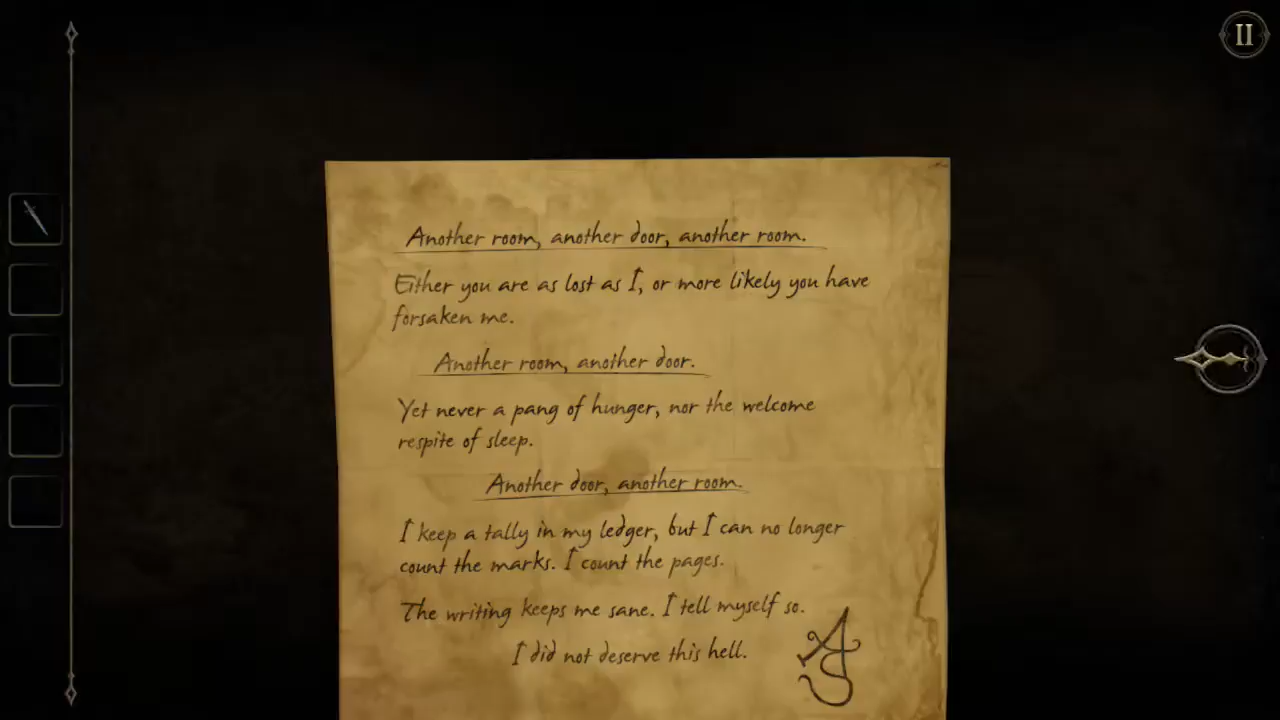 II
Another room, another door, another room.
Either you are as lost as I, or more likely you have
forsaken me.
Another room, another door.
Yet never a pang of hunger, nor the welcome
respite of sleep.
Another door, another room.
I keep a tally in my ledger, but I can no longer
count the marks. I count the pages.
The writing keeps me sane. I tell myself so.
I did not deserve this hell.
AS